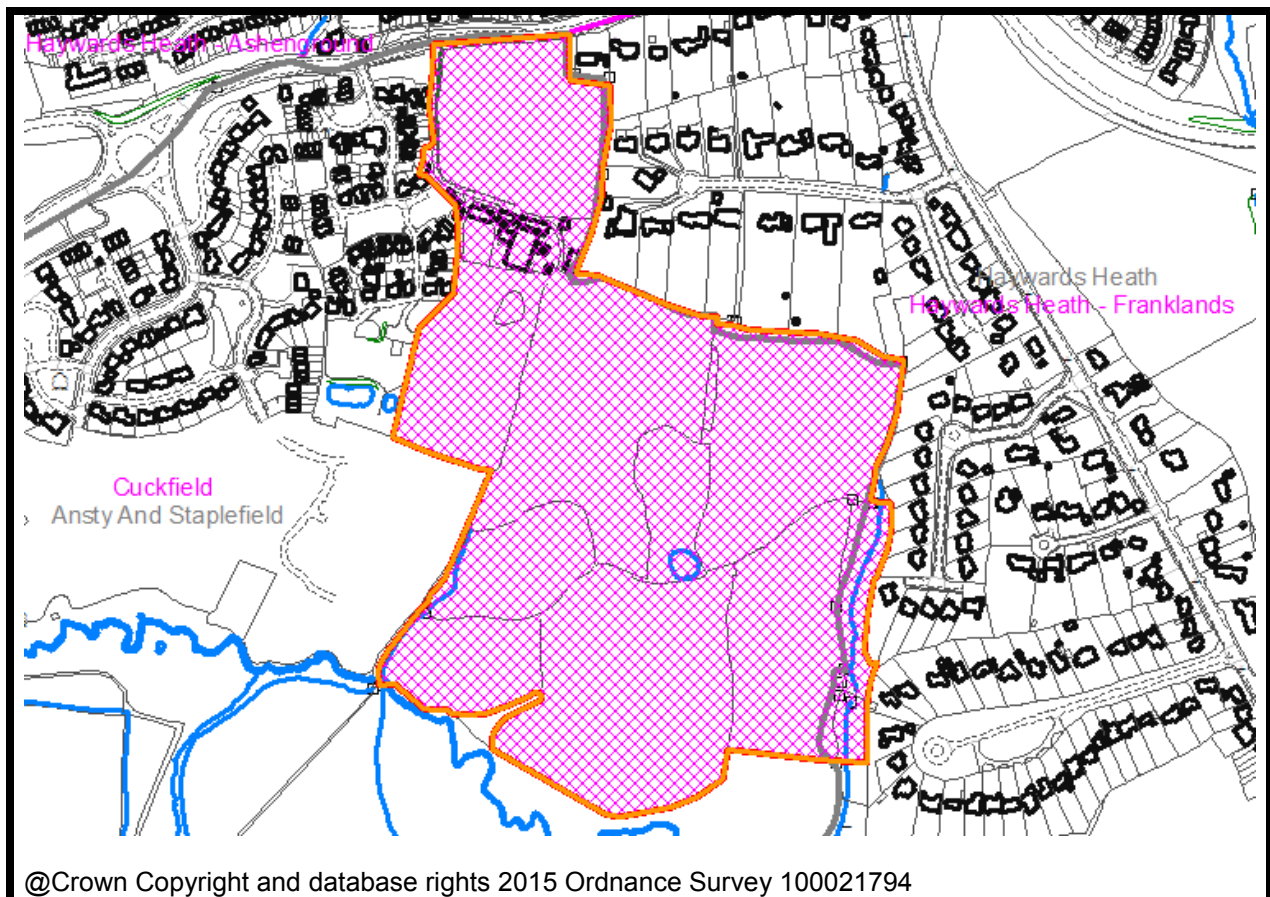 Haywards Heath - Ashenground
Haywards Heath
Haywards Heath - Franklands
Cuckfield
Ansty And Staplefield
@Crown Copyright and database rights 2015 Ordnance Survey 100021794